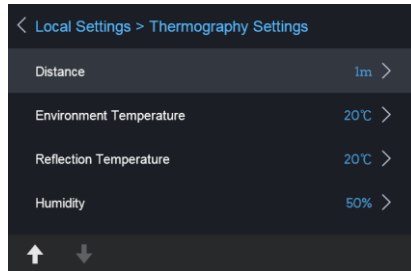 Local Settings > Thermography Settings
Distance 1m >
Environment Temperature 20℃ >
Reflection Temperature 20℃ >
Humidity 50% >